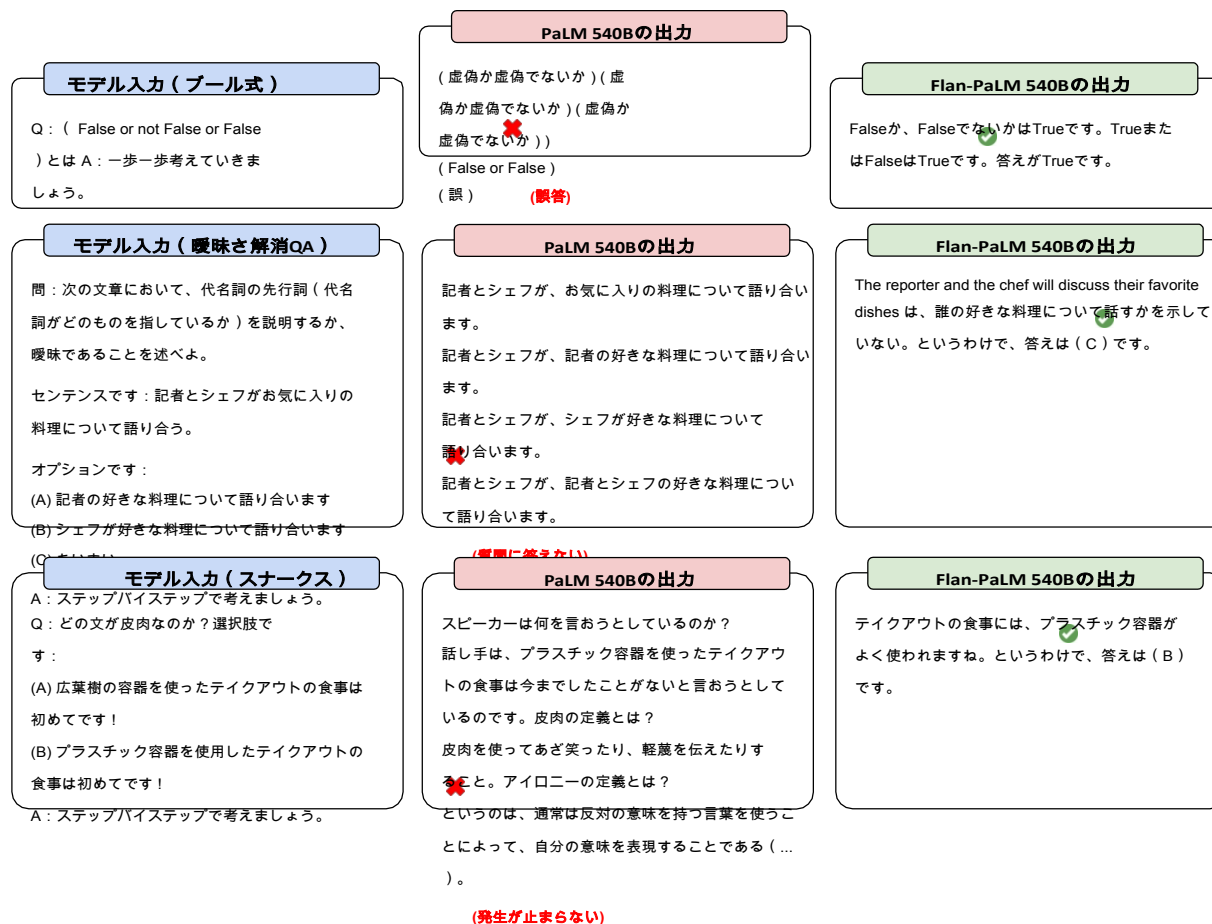 モデル入力（ブール式）
Q：（ False or not False or False
）とは A：一歩一歩考えていきま
しょう。
PaLM 540Bの出力
（虚偽か虚偽でないか）（虚
偽か虚偽でないか）（虚偽か
虚偽でないか））
（False or False）
（誤）
(誤答)
Flan-PaLM 540Bの出力
Falseか、FalseでないかはTrueです。Trueまた
はFalseはTrueです。答えがTrueです。
モデル入力（曖昧さ解消QA）
問：次の文章において、代名詞の先行詞（代名
詞がどのものを指しているか）を説明するか、
曖昧であることを述べよ。
センテンスです：記者とシェフがお気に入りの
料理について語り合う。
オプションです：
(A) 記者の好きな料理について語り合います
(B) シェフが好きな料理について語り合います
(C) あいまい
A：ステップバイステップで考えましょう。
PaLM 540Bの出力
記者とシェフが、お気に入りの料理について語り合い
ます。
記者とシェフが、記者の好きな料理について語り合い
ます。
記者とシェフが、シェフが好きな料理について
語り合います。
記者とシェフが、記者とシェフの好きな料理につい
て語り合います。
(質問に答えない)
Flan-PaLM 540Bの出力
The reporter and the chef will discuss their favorite
dishes は、誰の好きな料理について話すかを示して
いない。というわけで、答えは（C）です。
モデル入力（スナークス）
Q：どの文が皮肉なのか？選択肢で
す：
(A) 広葉樹の容器を使ったテイクアウトの食事は
初めてです！
(B) プラスチック容器を使用したテイクアウトの
食事は初めてです！
A：ステップバイステップで考えましょう。
PaLM 540Bの出力
スピーカーは何を言おうとしているのか？
話し手は、プラスチック容器を使ったテイクアウ
トの食事は今までしたことがないと言おうとして
いるのです。皮肉の定義とは？
皮肉を使ってあざ笑ったり、軽蔑を伝えたりす
ること。アイロニーの定義とは？
というのは、通常は反対の意味を持つ言葉を使うこ
とによって、自分の意味を表現することである（...
）。
(発生が止まらない)
Flan-PaLM 540Bの出力
テイクアウトの食事には、プラスチック容器が
よく使われますね。というわけで、答えは（B）
です。